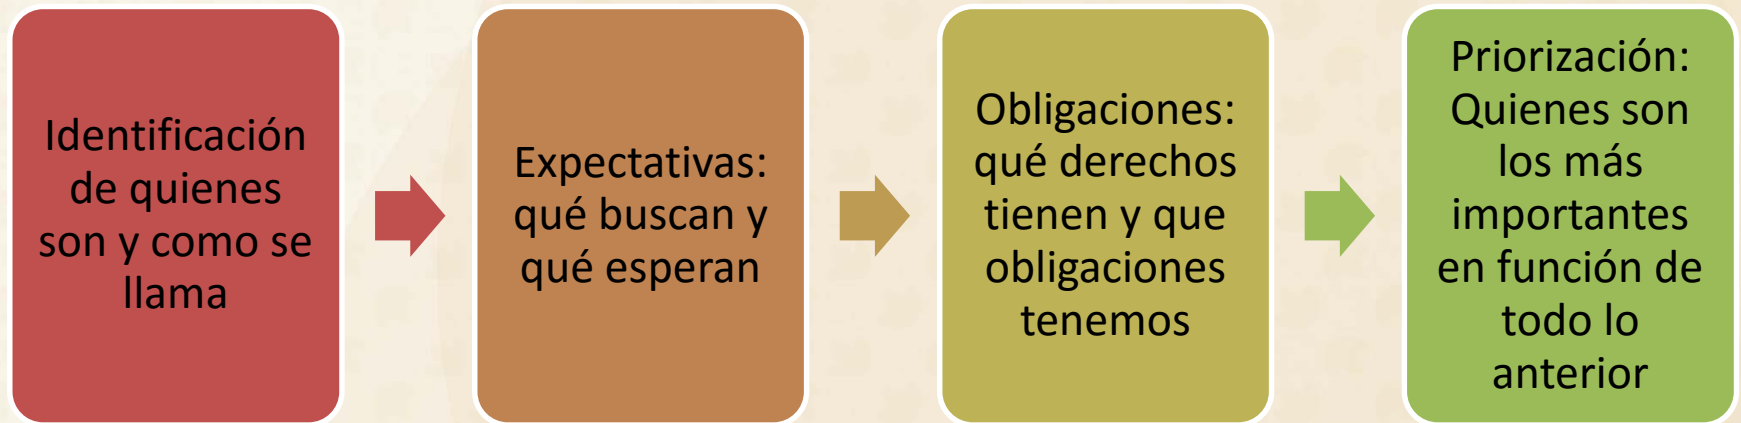 Identificación
de quienes
son y como se
llama
Expectativas:
qué buscan y
qué esperan
Obligaciones:
qué derechos
tienen y que
obligaciones
tenemos
Priorización:
Quienes son
los más
importantes
en función de
todo lo
anterior